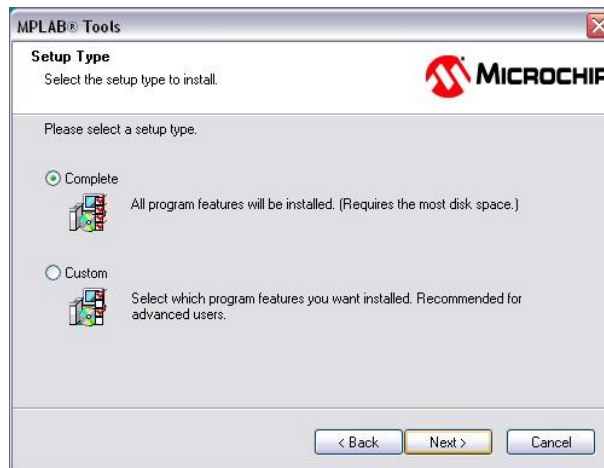 MPLAB® Tools
Setup Type
Select the setup type to install.
MICROCHIP
Please select a setup type.
Complete
All program features will be installed. (Requires the most disk space.)
Custom
Select which program features you want installed. Recommended for
advanced users.
< Back
Next >
Cancel